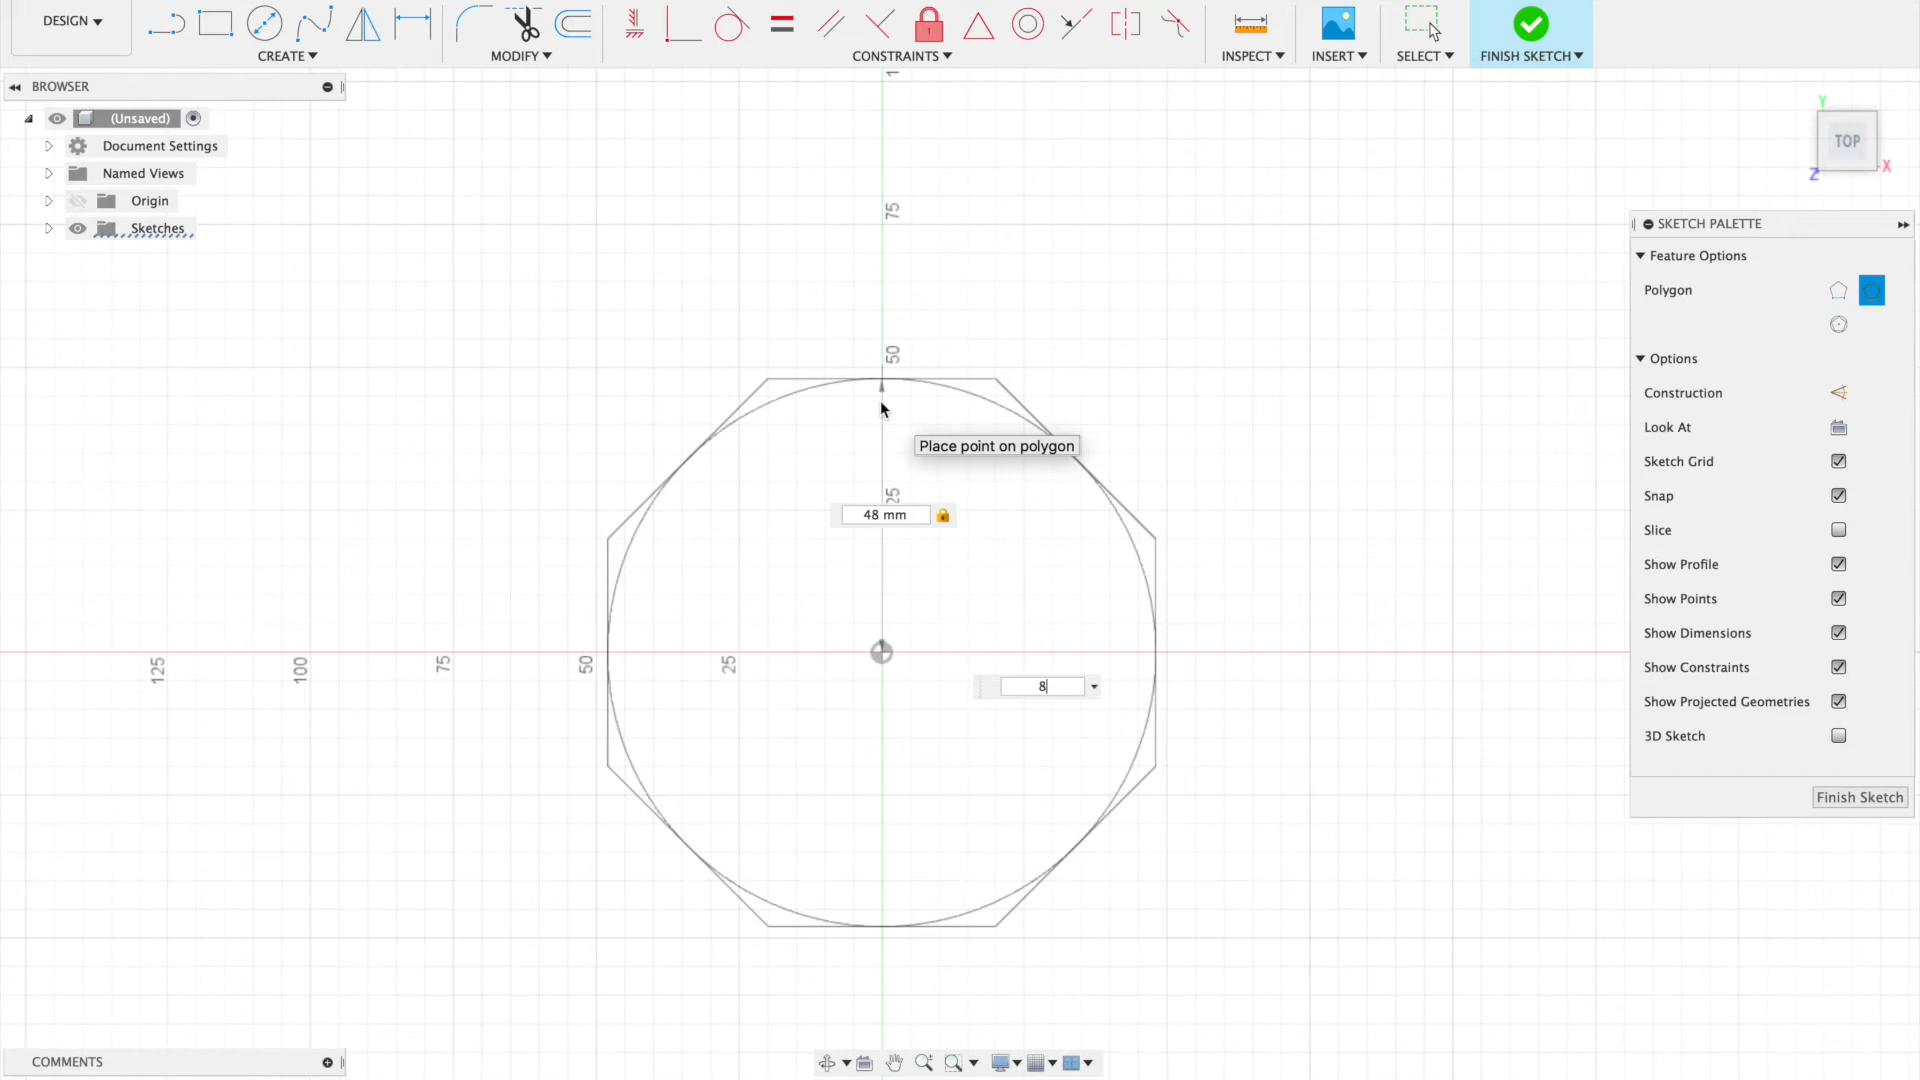 DESIGN
CREATE
MODIFY
CONSTRAINTS
INSPECT
INSERT
SELECT
FINISH SKETCH
BROWSER
(Unsaved)
Document Settings
Named Views
Origin
Sketches
75
50
25
48 mm
Place point on polygon
125
100
75
50
25
8
Y
TOP
X
Z
SKETCH PALETTE
Feature Options
Polygon
Options
Construction
Look At
Sketch Grid
Snap
Slice
Show Profile
Show Points
Show Dimensions
Show Constraints
Show Projected Geometries
3D Sketch
Finish Sketch
COMMENTS